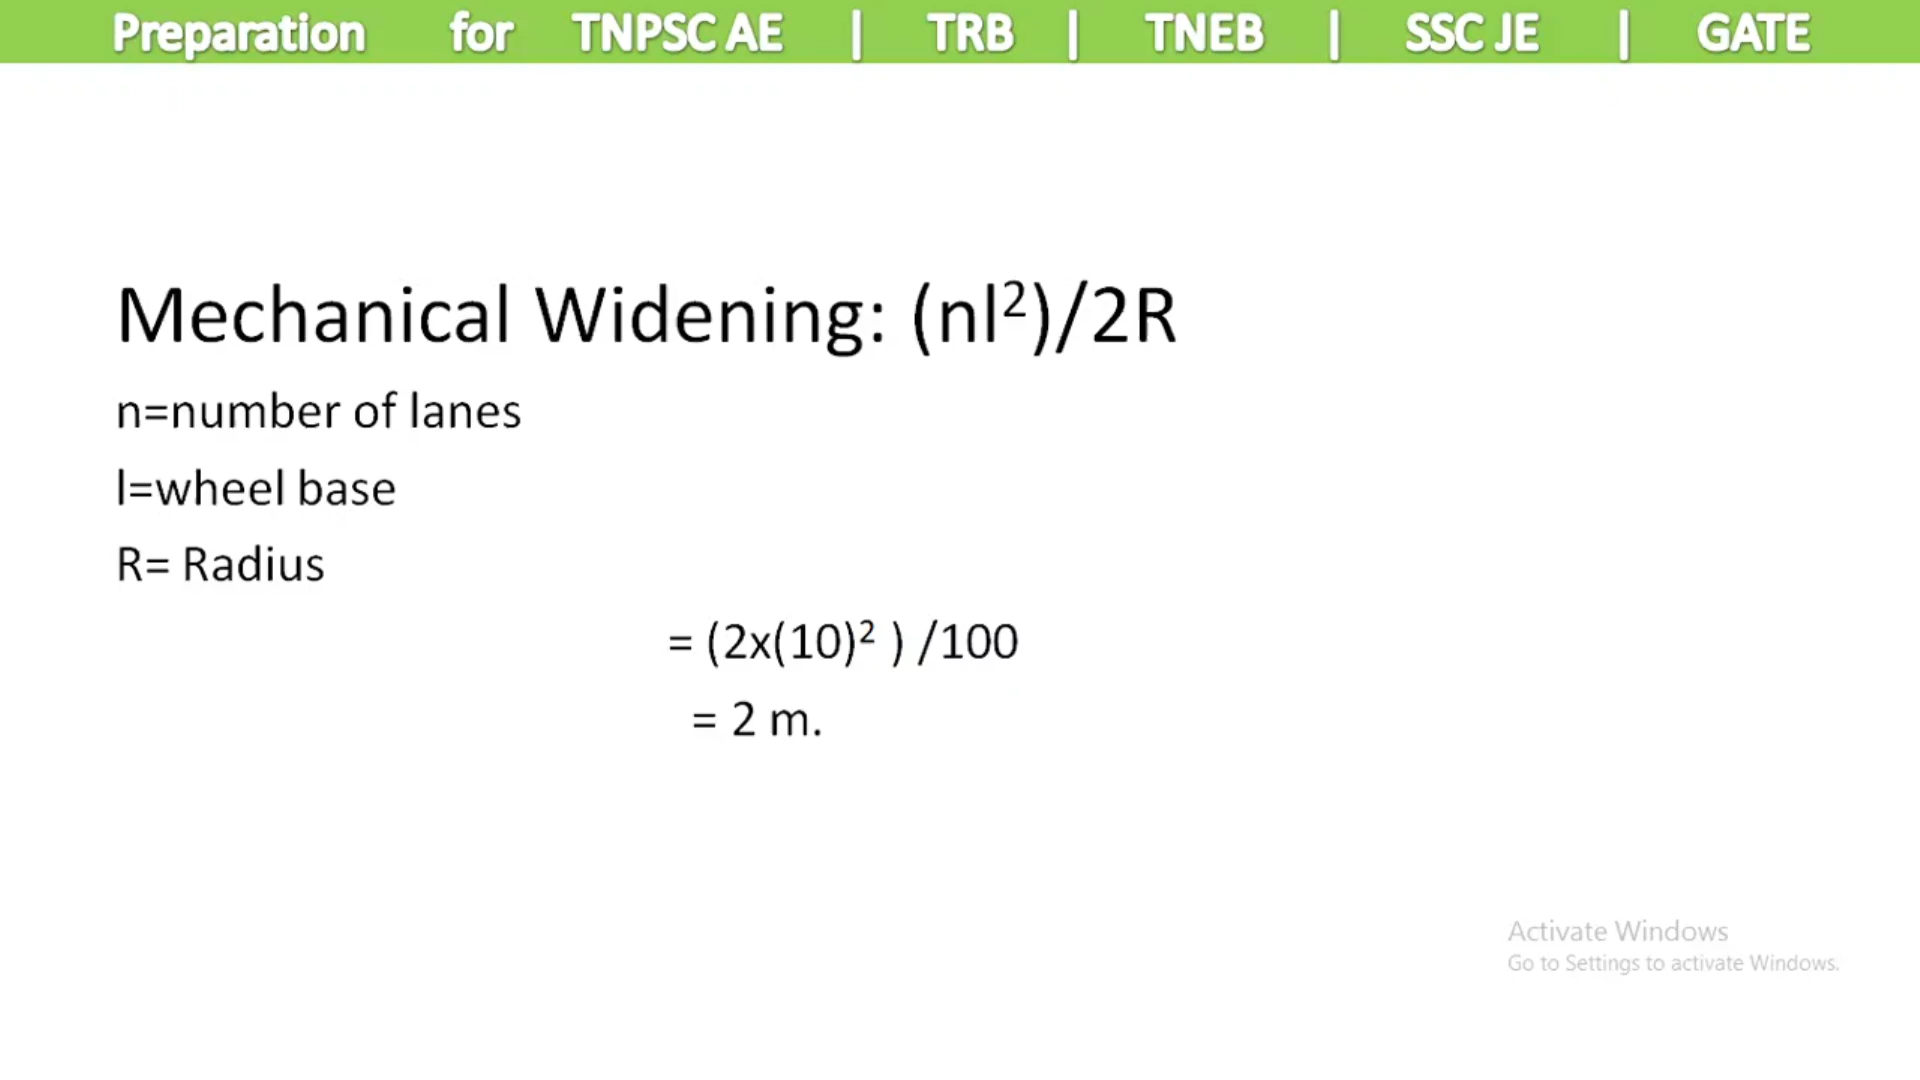 Preparation for TNPSC AE | TRB | TNEB | SSC JE | GATE
Mechanical Widening: (nl²)/2R
n=number of lanes
l=wheel base
R= Radius
= (2x(10)² ) /100
= 2 m.
Activate Windows
Go to Settings to activate Windows.